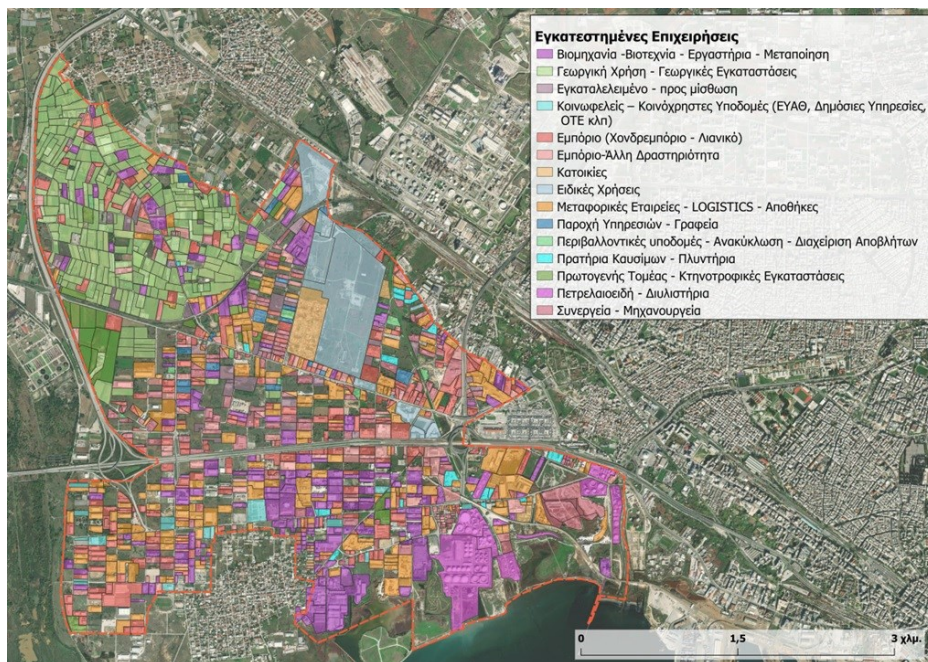 Εγκατεστημένες Επιχειρήσεις
Βιομηχανία -Βιοτεχνία - Εργαστήρια - Μεταποίηση
Γεωργική Χρήση - Γεωργικές Εγκαταστάσεις
Εγκαταλελειμένο - προς μίσθωση
Κοινωφελείς – Κοινόχρηστες Υποδομές (ΕΥΑΘ, Δημόσιες Υπηρεσίες,
ΟΤΕ κλπ)
Εμπόριο (Χονδρεμπόριο - Λιανικό)
Εμπόριο-Άλλη Δραστηριότητα
Κατοικίες
Ειδικές Χρήσεις
Μεταφορικές Εταιρείες - LOGISTICS - Αποθήκες
Παροχή Υπηρεσιών - Γραφεία
Περιβαλλοντικές υποδομές - Ανακύκλωση - Διαχείριση Αποβλήτων
Πρατήρια Καυσίμων - Πλυντήρια
Πρωτογενής Τομέας - Κτηνοτροφικές Εγκαταστάσεις
Πετρελαιοειδή - Διυλιστήρια
Συνεργεία - Μηχανουργεία
0 1,5 3 χλμ.